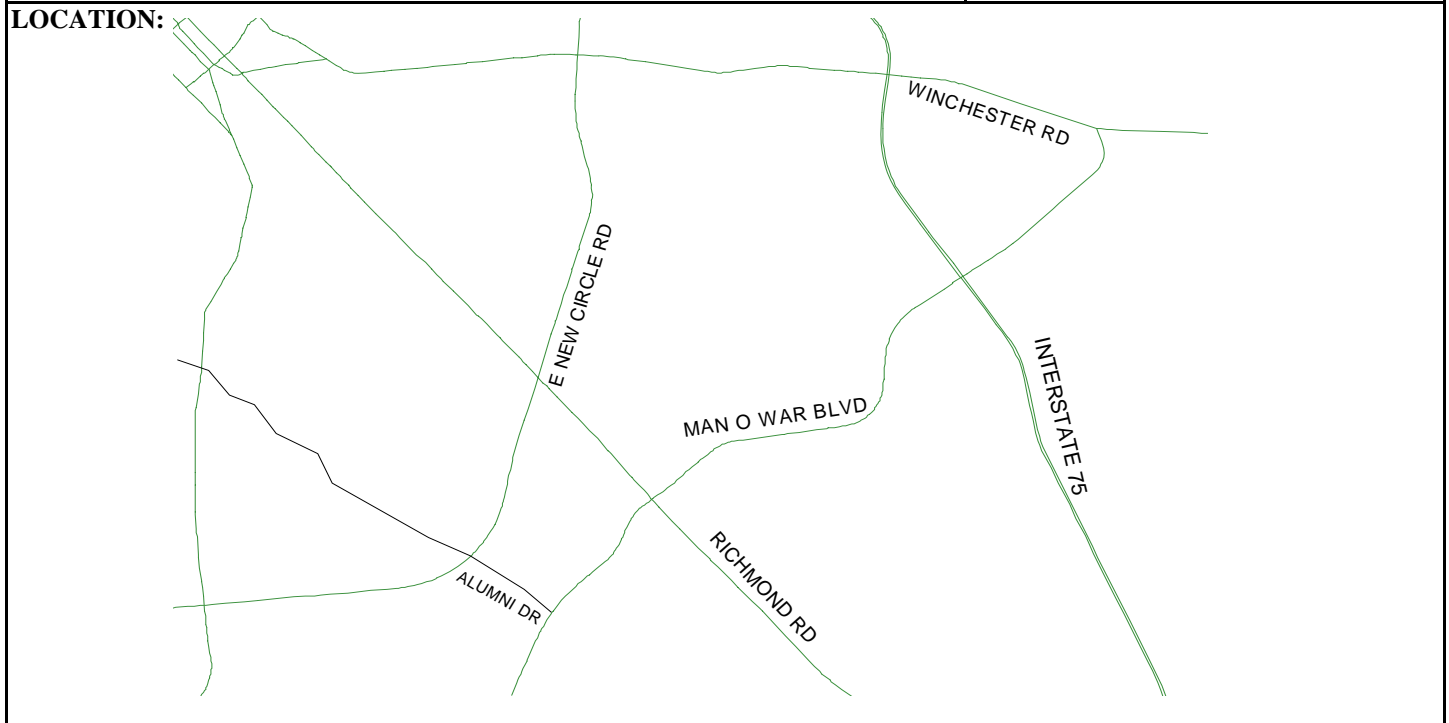 LOCATION:
WINCHESTER RD
E NEW CIRCLE RD
INTERSTATE 75
MAN O WAR BLVD
RICHMOND RD
ALUMNI DR